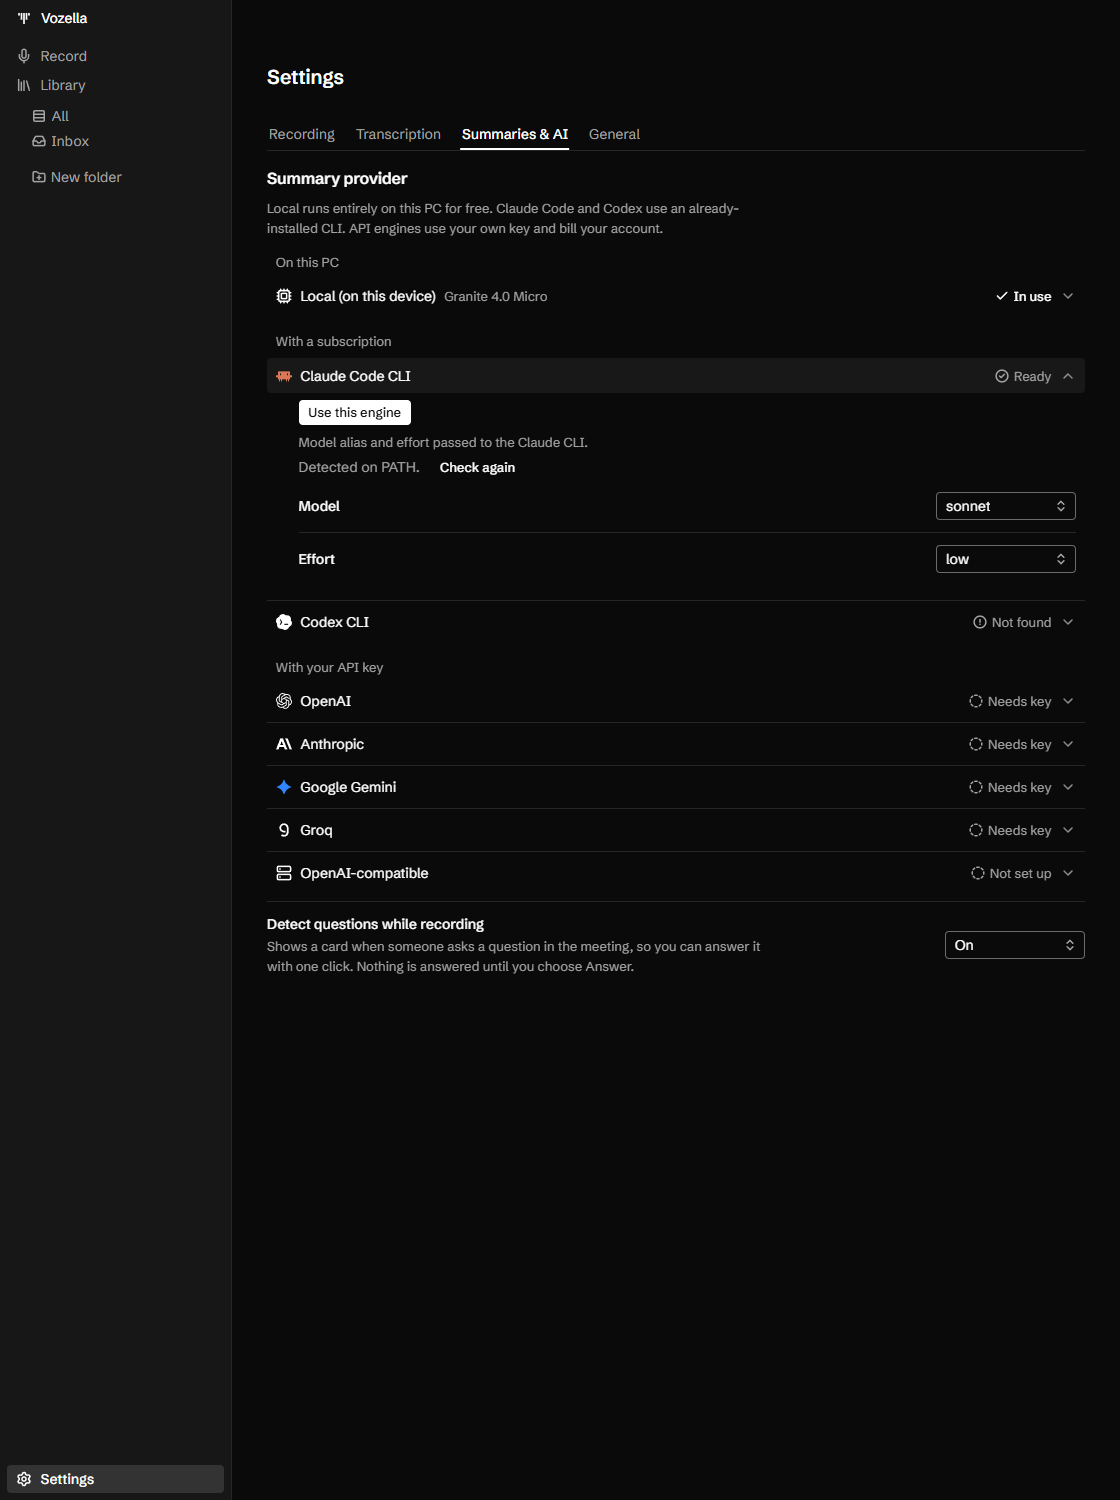 Vozella
Record
Library
All
Inbox
New folder
Settings
Recording Transcription Summaries & AI General
Summary provider
Local runs entirely on this PC for free. Claude Code and Codex use an already-
installed CLI. API engines use your own key and bill your account.
On this PC
Local (on this device) Granite 4.0 Micro In use
With a subscription
Claude Code CLI Ready
Use this engine
Model alias and effort passed to the Claude CLI.
Detected on PATH. Check again
Model sonnet
Effort low
Codex CLI Not found
With your API key
OpenAI Needs key
Anthropic Needs key
Google Gemini Needs key
Groq Needs key
OpenAI-compatible Not set up
Detect questions while recording
Shows a card when someone asks a question in the meeting, so you can answer it
with one click. Nothing is answered until you choose Answer.
On
Settings